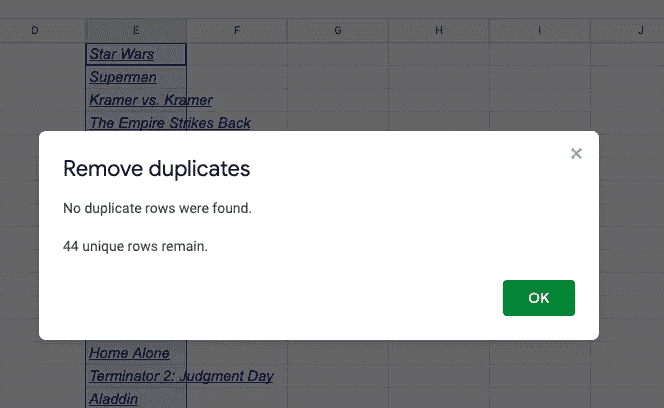 D E F G H I J
Star Wars
Superman
Kramer vs. Kramer
The Empire Strikes Back
Remove duplicates
×
No duplicate rows were found.
44 unique rows remain.
OK
Home Alone
Terminator 2: Judgment Day
Aladdin